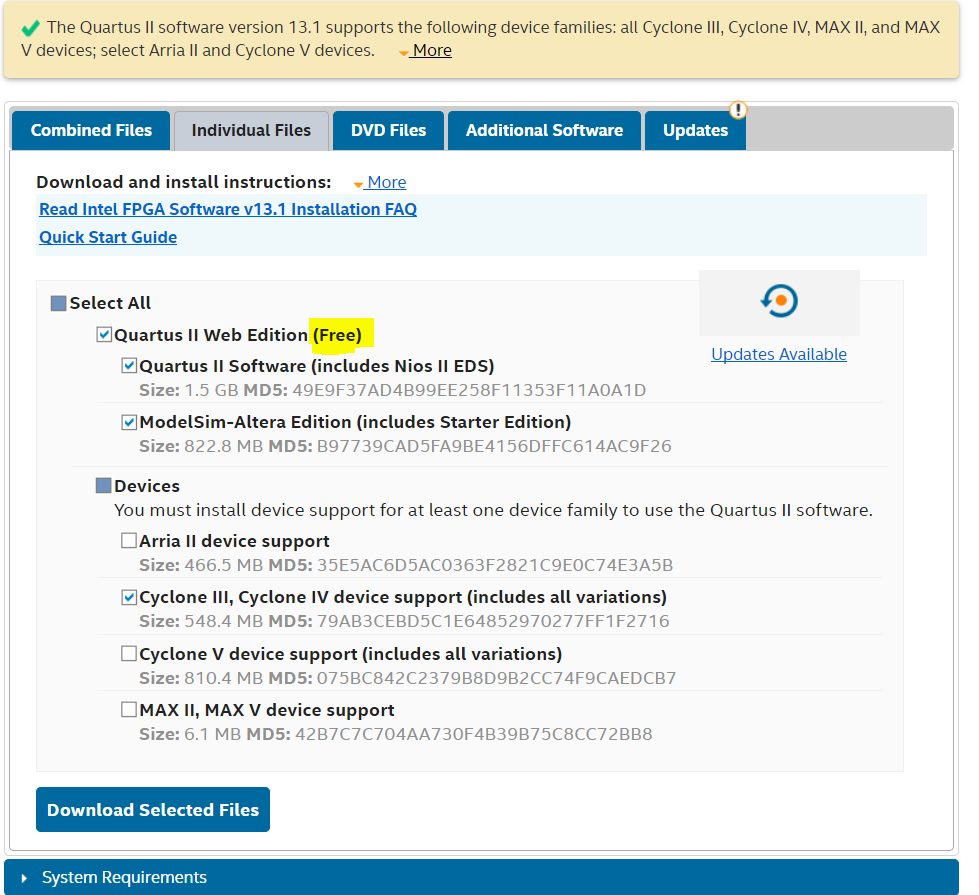 The Quartus II software version 13.1 supports the following device families: all Cyclone III, Cyclone IV, MAX II, and MAX
V devices; select Arria II and Cyclone V devices. More
Combined Files Individual Files DVD Files Additional Software Updates !
Download and install instructions: More
Read Intel FPGA Software v13.1 Installation FAQ
Quick Start Guide
Select All
Quartus II Web Edition (Free)
Updates Available
Quartus II Software (includes Nios II EDS)
Size: 1.5 GB MD5: 49E9F37AD4B99EE258F11353F11A0A1D
ModelSim-Altera Edition (includes Starter Edition)
Size: 822.8 MB MD5: B97739CAD5FA9BE4156DFFC614AC9F26
Devices
You must install device support for at least one device family to use the Quartus II software.
Arria II device support
Size: 466.5 MB MD5: 35E5AC6D5AC0363F2821C9E0C74E3A5B
Cyclone III, Cyclone IV device support (includes all variations)
Size: 548.4 MB MD5: 79AB3CEBD5C1E64852970277FF1F2716
Cyclone V device support (includes all variations)
Size: 810.4 MB MD5: 075BC842C2379B8D9B2CC74F9CAEDCB7
MAX II, MAX V device support
Size: 6.1 MB MD5: 42B7C7C704AA730F4B39B75C8CC72BB8
Download Selected Files
System Requirements